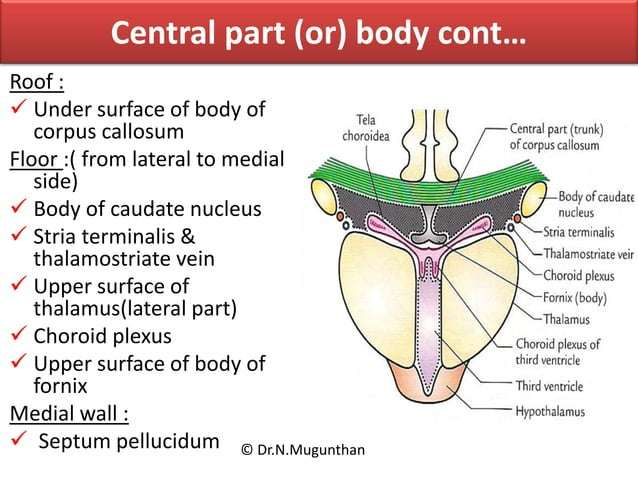 Central part (or) body cont…
Roof :
✓ Under surface of body of
corpus callosum
Floor :( from lateral to medial
side)
✓ Body of caudate nucleus
✓ Stria terminalis &
thalamostriate vein
✓ Upper surface of
thalamus(lateral part)
✓ Choroid plexus
✓ Upper surface of body of
fornix
Medial wall :
✓ Septum pellucidum
© Dr.N.Mugunthan
Tela
choroidea
Central part (trunk)
of corpus callosum
Body of caudate
nucleus
Stria terminalis
Thalamostriate veir
Choroid plexus
Fornix (body)
Thalamus
Choroid plexus of
third ventricle
Third ventricle
Hypothalamus